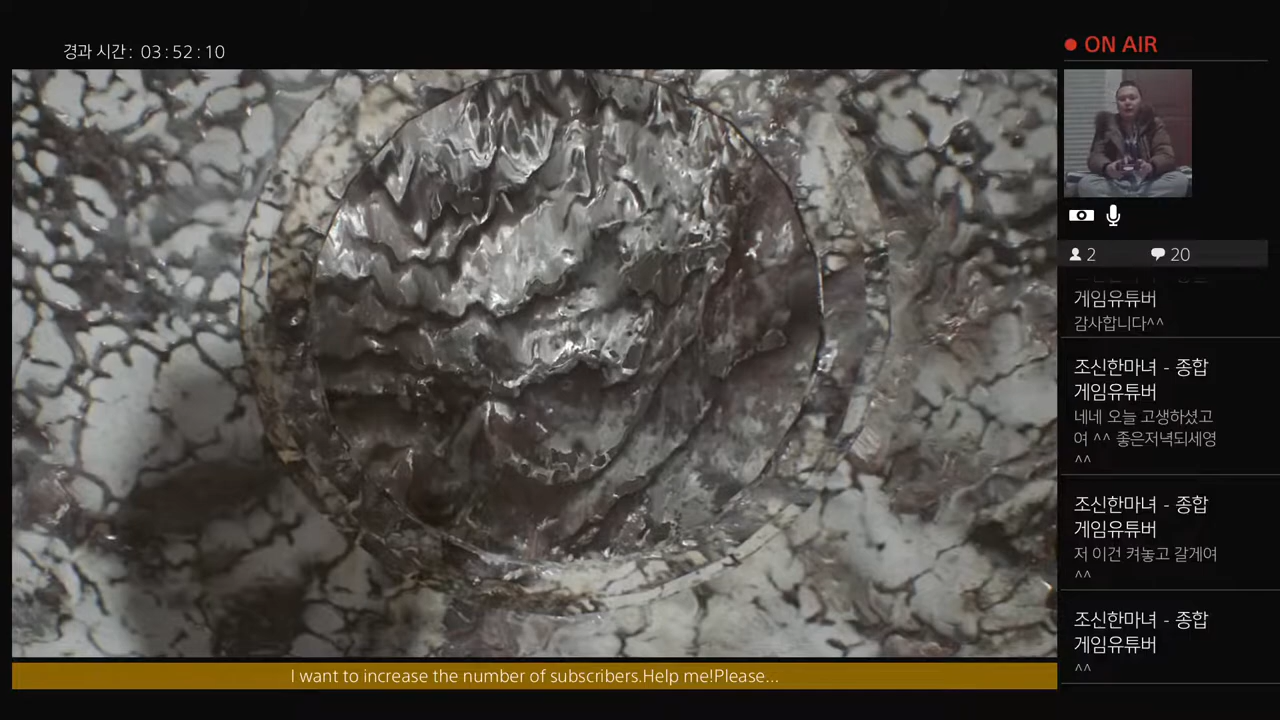 경과 시간: 03:52:10
ON AIR
2
20
게임유튜버
감사합니다^^
조신한마녀 - 종합
게임유튜버
네네 오늘 고생하셨고
여 ^^ 좋은저녁되세영
^^
조신한마녀 - 종합
게임유튜버
저 이건 켜놓고 갈게여
^^
조신한마녀 - 종합
게임유튜버
^^
I want to increase the number of subscribers.Help me!Please...